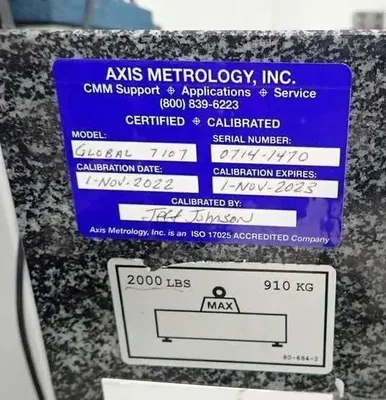 AXIS METROLOGY, INC.
CMM Support ⌖ Applications ⌖ Service
(800) 839-6223
CERTIFIED ⌖ CALIBRATED
MODEL: SERIAL NUMBER:
GLOBAL 7107 0714-1470
CALIBRATION DATE: CALIBRATION EXPIRES:
1-NOV-2022 1-NOV-2023
CALIBRATED BY:
Johnson
Axis Metrology, Inc. is an ISO 17025 ACCREDITED Company
2000 LBS 910 KG
MAX
80-664-2